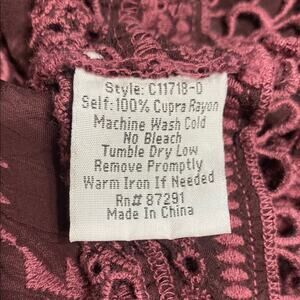 Style: C11718-D
Self:100% Cupra Rayon
Machine Wash Cold
No Bleach
Tumble Dry Low
Remove Promptly
Warm Iron If Needed
Rn# 87291
Made In China